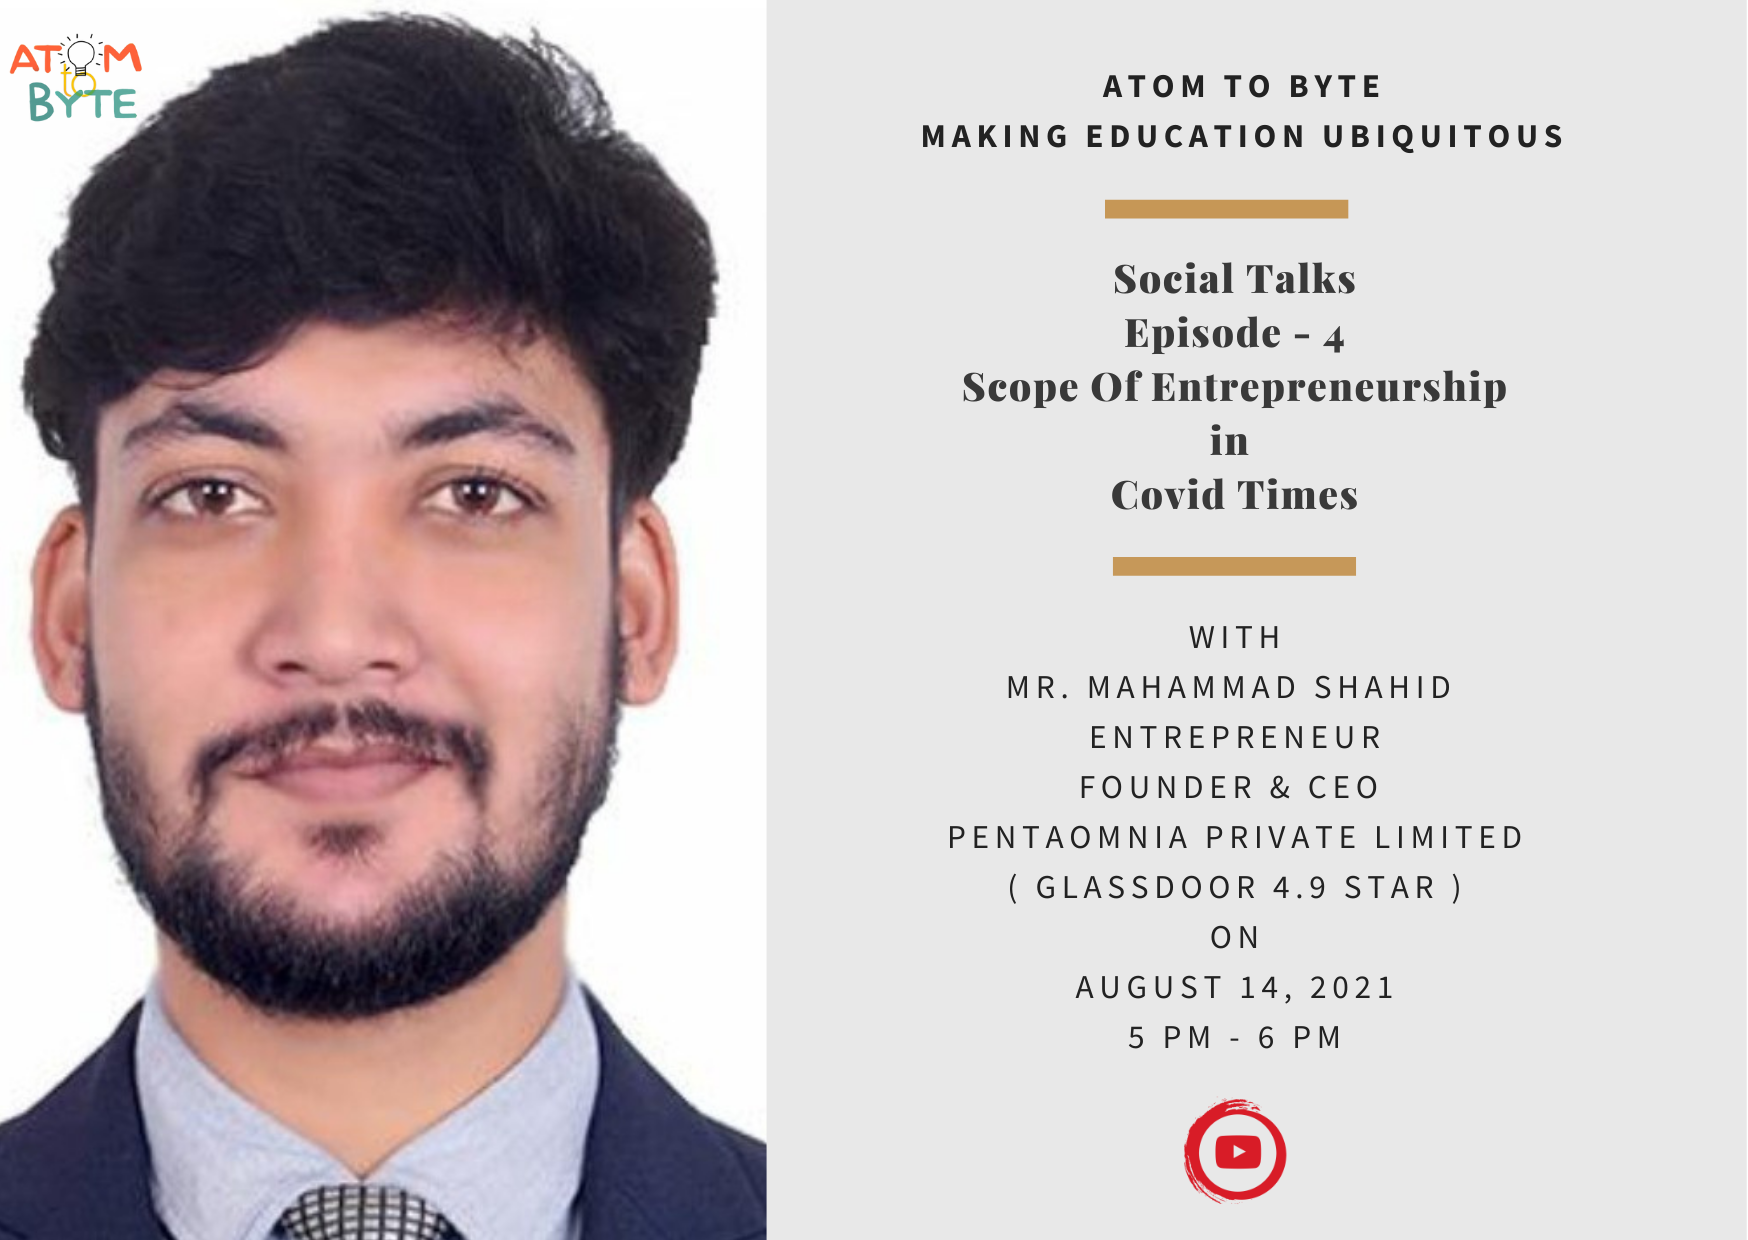 ATOM
to
BYTE
ATOM TO BYTE
MAKING EDUCATION UBIQUITOUS
Social Talks
Episode - 4
Scope Of Entrepreneurship
in
Covid Times
WITH
MR. MAHAMMAD SHAHID
ENTREPRENEUR
FOUNDER & CEO
PENTAOMNIA PRIVATE LIMITED
( GLASSDOOR 4.9 STAR )
ON
AUGUST 14, 2021
5 PM - 6 PM